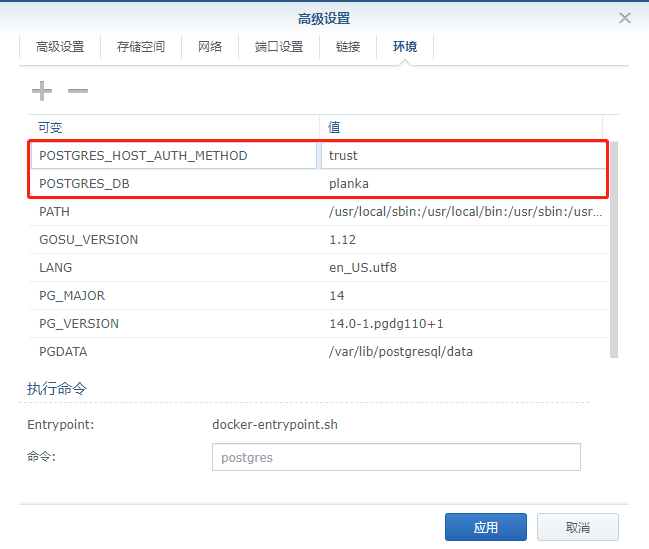 高级设置
高级设置 存储空间 网络 端口设置 链接 环境
可变 值
POSTGRES_HOST_AUTH_METHOD trust
POSTGRES_DB planka
PATH /usr/local/sbin:/usr/local/bin:/usr/sbin:/usr...
GOSU_VERSION 1.12
LANG en_US.utf8
PG_MAJOR 14
PG_VERSION 14.0-1.pgdg110+1
PGDATA /var/lib/postgresql/data
执行命令
Entrypoint: docker-entrypoint.sh
命令: postgres
应用 取消